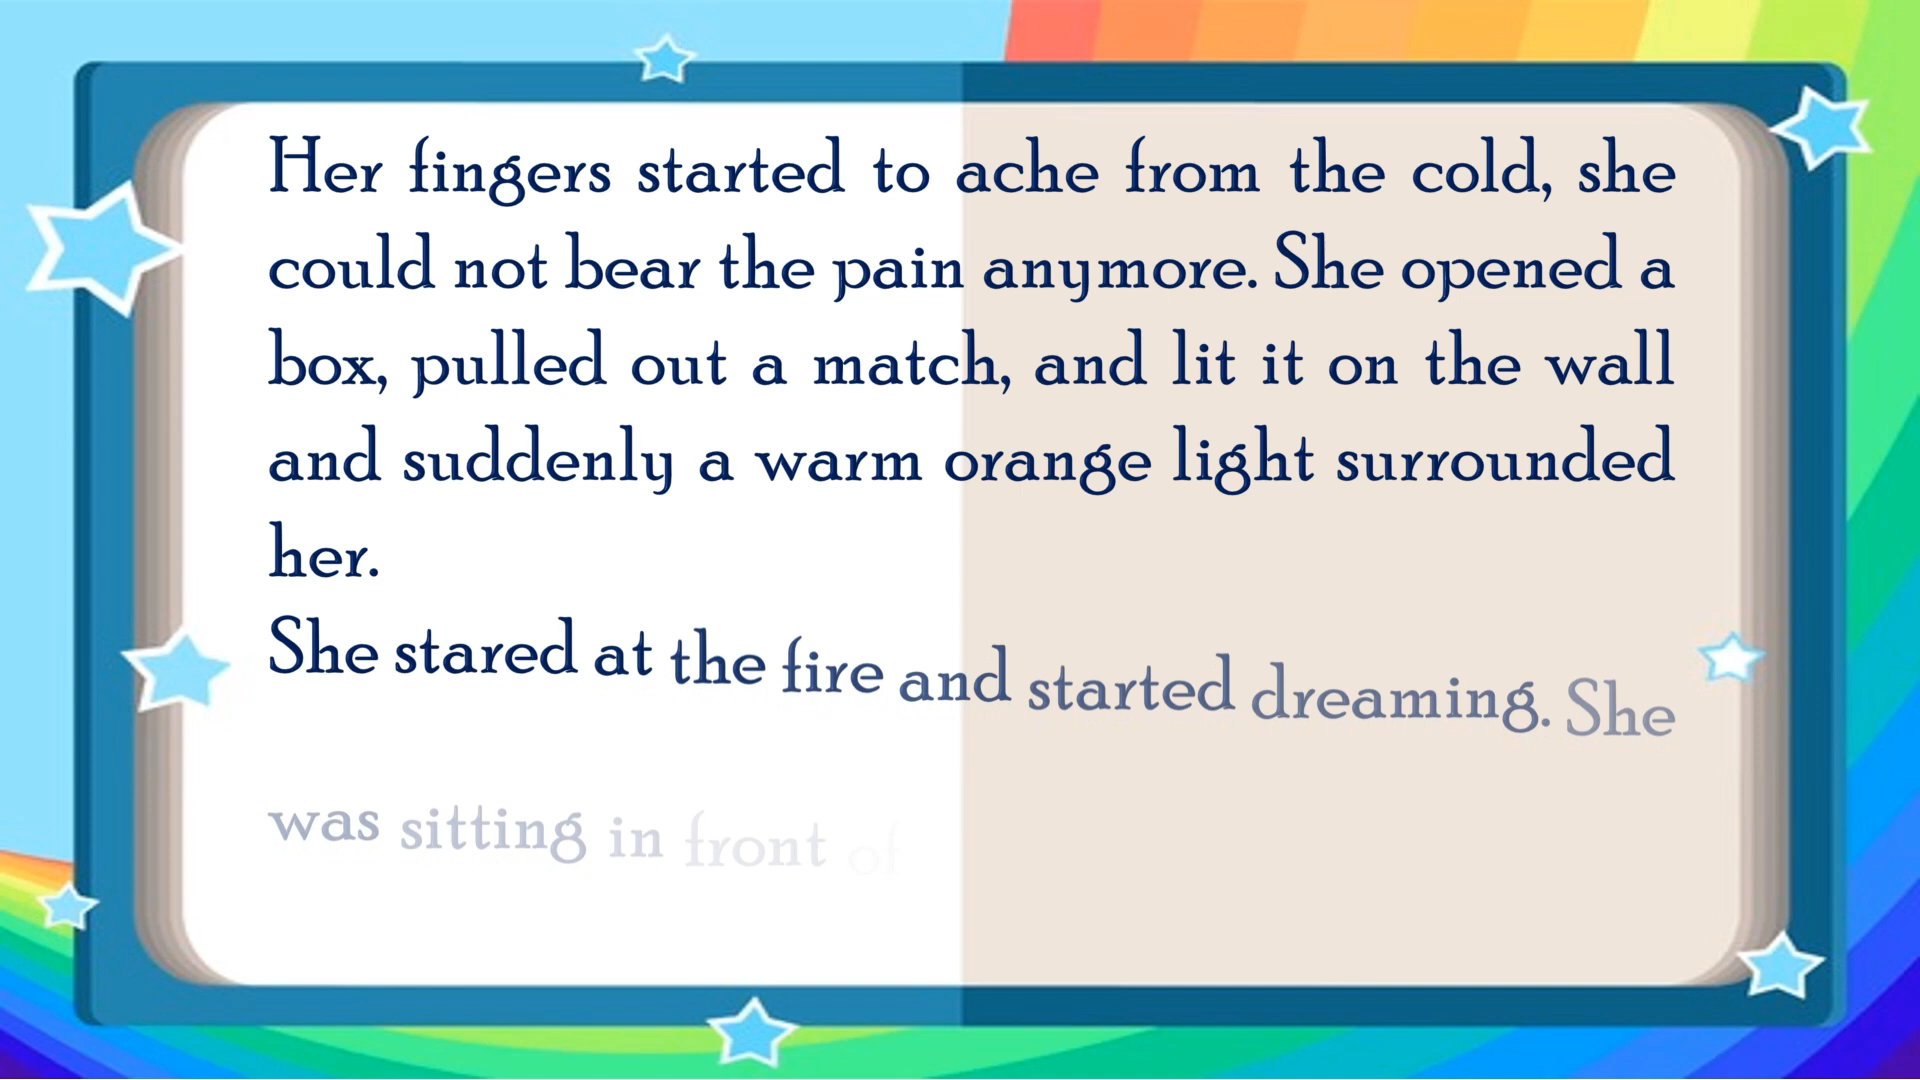 Her fingers started to ache from the cold, she
could not bear the pain anymore. She opened a
box, pulled out a match, and lit it on the wall
and suddenly a warm orange light surrounded
her.
She stared at the fire and started dreaming. She
was sitting in front of